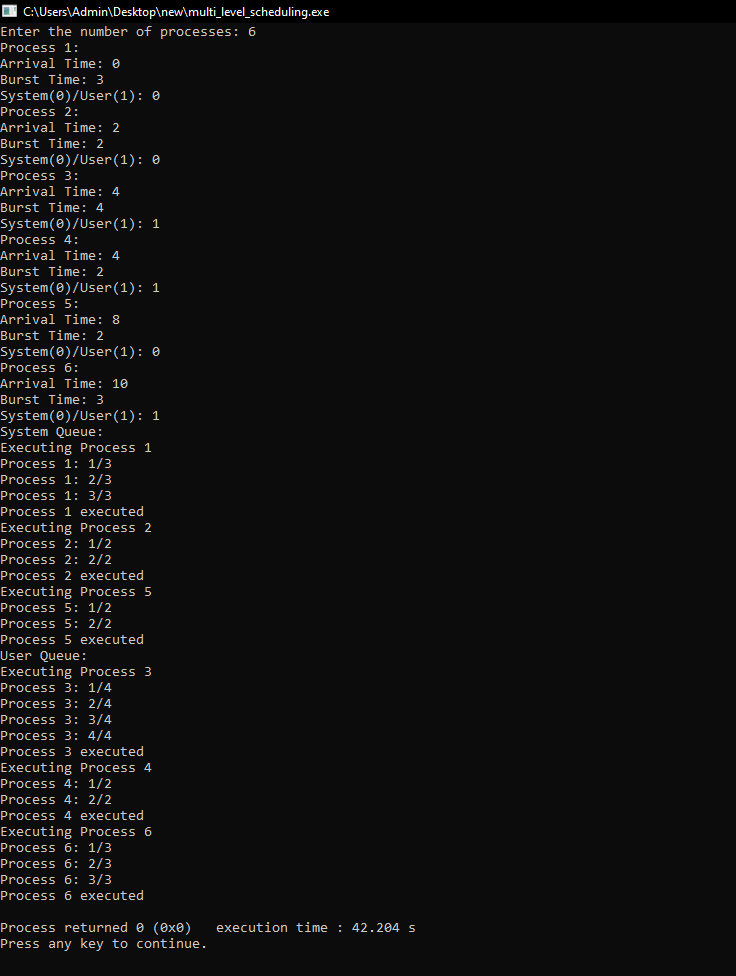 C:\Users\Admin\Desktop\new\multi_level_scheduling.exe
Enter the number of processes: 6
Process 1:
Arrival Time: 0
Burst Time: 3
System(0)/User(1): 0
Process 2:
Arrival Time: 2
Burst Time: 2
System(0)/User(1): 0
Process 3:
Arrival Time: 4
Burst Time: 4
System(0)/User(1): 1
Process 4:
Arrival Time: 4
Burst Time: 2
System(0)/User(1): 1
Process 5:
Arrival Time: 8
Burst Time: 2
System(0)/User(1): 0
Process 6:
Arrival Time: 10
Burst Time: 3
System(0)/User(1): 1
System Queue:
Executing Process 1
Process 1: 1/3
Process 1: 2/3
Process 1: 3/3
Process 1 executed
Executing Process 2
Process 2: 1/2
Process 2: 2/2
Process 2 executed
Executing Process 5
Process 5: 1/2
Process 5: 2/2
Process 5 executed
User Queue:
Executing Process 3
Process 3: 1/4
Process 3: 2/4
Process 3: 3/4
Process 3: 4/4
Process 3 executed
Executing Process 4
Process 4: 1/2
Process 4: 2/2
Process 4 executed
Executing Process 6
Process 6: 1/3
Process 6: 2/3
Process 6: 3/3
Process 6 executed
Process returned 0 (0x0)   execution time : 42.204 s
Press any key to continue.